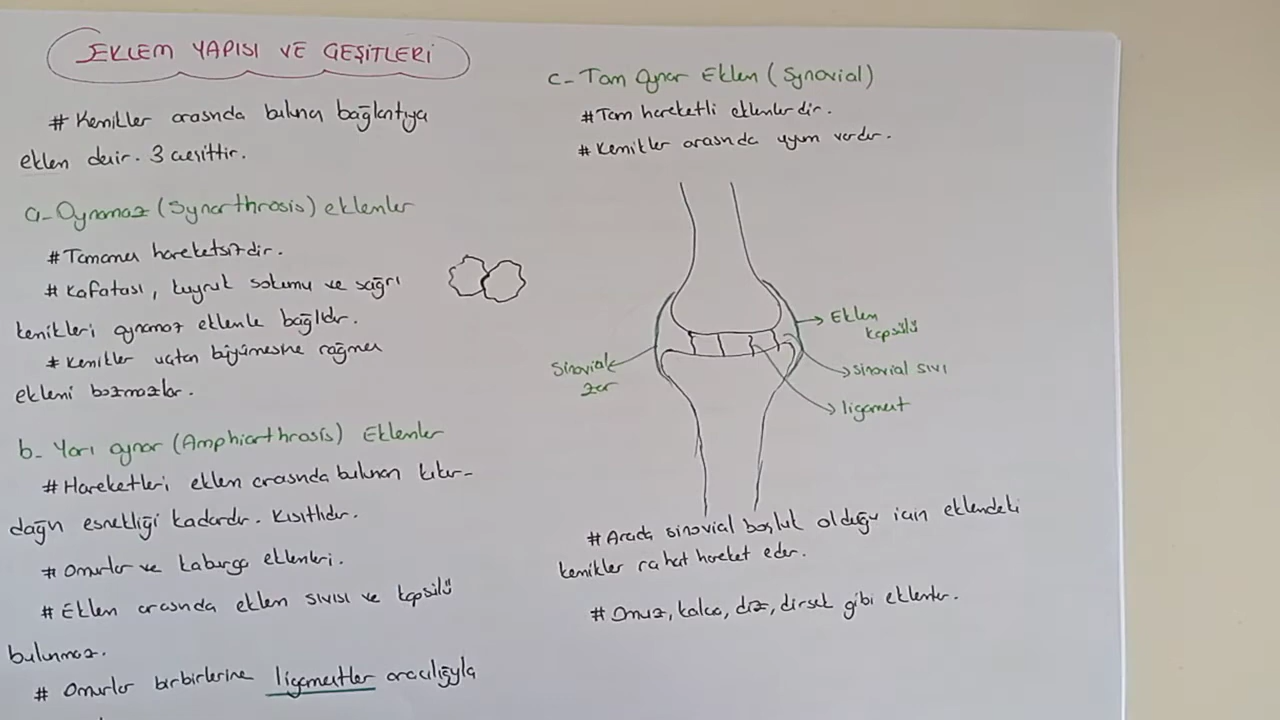 EKLEM YAPISI VE ÇEŞİTLERİ
# Kemikler arasında bulunan bağlantıya
eklem denir. 3 çeşittir.
a- Oynamaz (Synarthrosis) eklemler
# Tamamen hareketsizdir.
# Kafatası, kuyruk sokumu ve sağrı
kemikleri oynamaz eklemle bağlıdır.
# Kemikler uçtan büyümesine rağmen
eklemi bozmazlar.
b- Yarı oynar (Amphiarthrosis) Eklemler
# Hareketleri eklem arasında bulunan kıkır-
dağın esnekliği kadardır. Kısıtlıdır.
# Omurlar ve kaburga eklemleri.
# Eklem arasında eklem sıvısı ve kapsülü
bulunmaz.
# Omurlar birbirlerine ligamentler aracılığıyla
c- Tam Oynar Eklem (Synovial)
# Tam hareketli eklemlerdir.
# Kemikler arasında uyum vardır.
Eklem
kapsülü
Sinovial
zar
sinovial sıvı
ligament
# Arada sinovial boşluk olduğu için eklemdeki
kemikler rahat hareket eder.
# Omuz, kalça, diz, dirsek gibi eklemler.